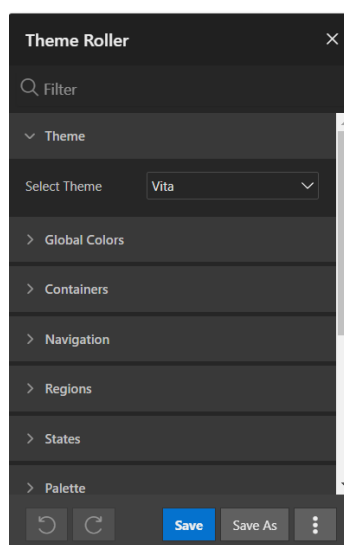 Theme Roller
Filter
Theme
Select Theme Vita
Global Colors
Containers
Navigation
Regions
States
Palette
Save Save As